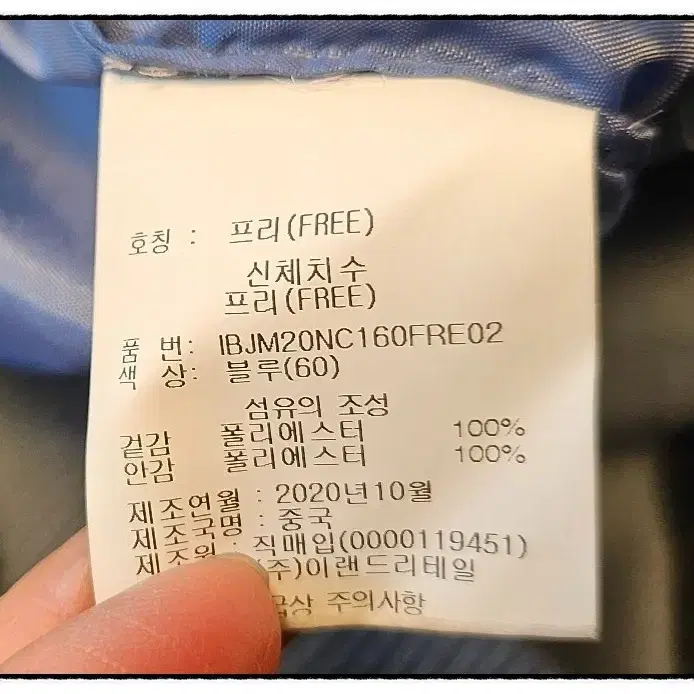 호칭 : 프리(FREE)
신체치수
프리(FREE)
품 번: IBJM20NC160FRE02
색 상: 블루(60)
섬유의 조성
겉감 폴리에스터 100%
안감 폴리에스터 100%
제조연월 : 2020년10월
제조국명 : 중국
제조원 직매입(0000119451)
(주)이랜드리테일
주의사항